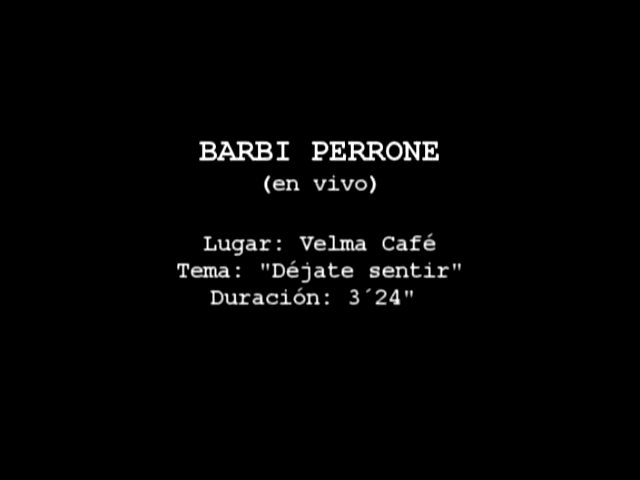 BARBI PERRONE
(en vivo)
Lugar: Velma Café
Tema: "Déjate sentir"
Duración: 3´24"